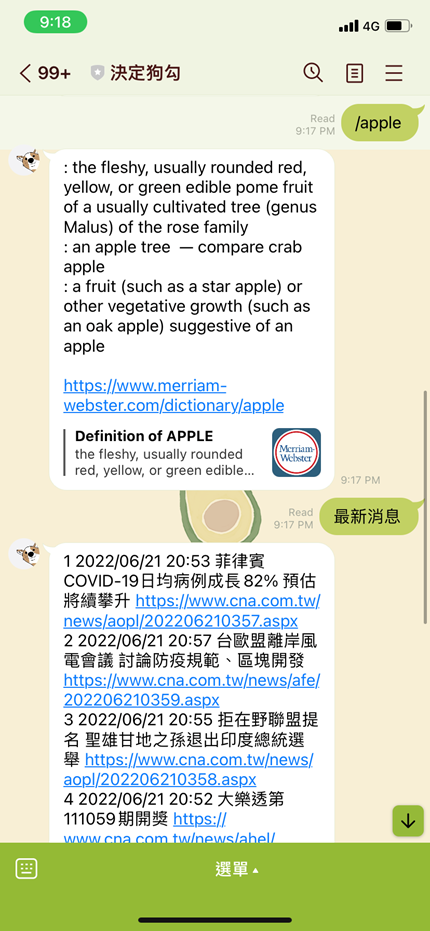 9:18
4G
99+
決定狗勾
Read
9:17 PM
/apple
: the fleshy, usually rounded red,
yellow, or green edible pome fruit
of a usually cultivated tree (genus
Malus) of the rose family
: an apple tree — compare crab
apple
: a fruit (such as a star apple) or
other vegetative growth (such as
an oak apple) suggestive of an
apple
https://www.merriam-
webster.com/dictionary/apple
Definition of APPLE
the fleshy, usually rounded
red, yellow, or green edible...
Merriam-
Webster
9:17 PM
Read
9:17 PM
最新消息
1 2022/06/21 20:53 菲律賓
COVID-19日均病例成長82% 預估
將續攀升 https://www.cna.com.tw/
news/aopl/202206210357.aspx
2 2022/06/21 20:57 台歐盟離岸風
電會議 討論防疫規範、區塊開發
https://www.cna.com.tw/news/afe/
202206210359.aspx
3 2022/06/21 20:55 拒在野聯盟提
名 聖雄甘地之孫退出印度總統選
舉 https://www.cna.com.tw/news/
aopl/202206210358.aspx
4 2022/06/21 20:52 大樂透第
111059期開獎 https://
www.cna.com.tw/news/ahel/
選單▲